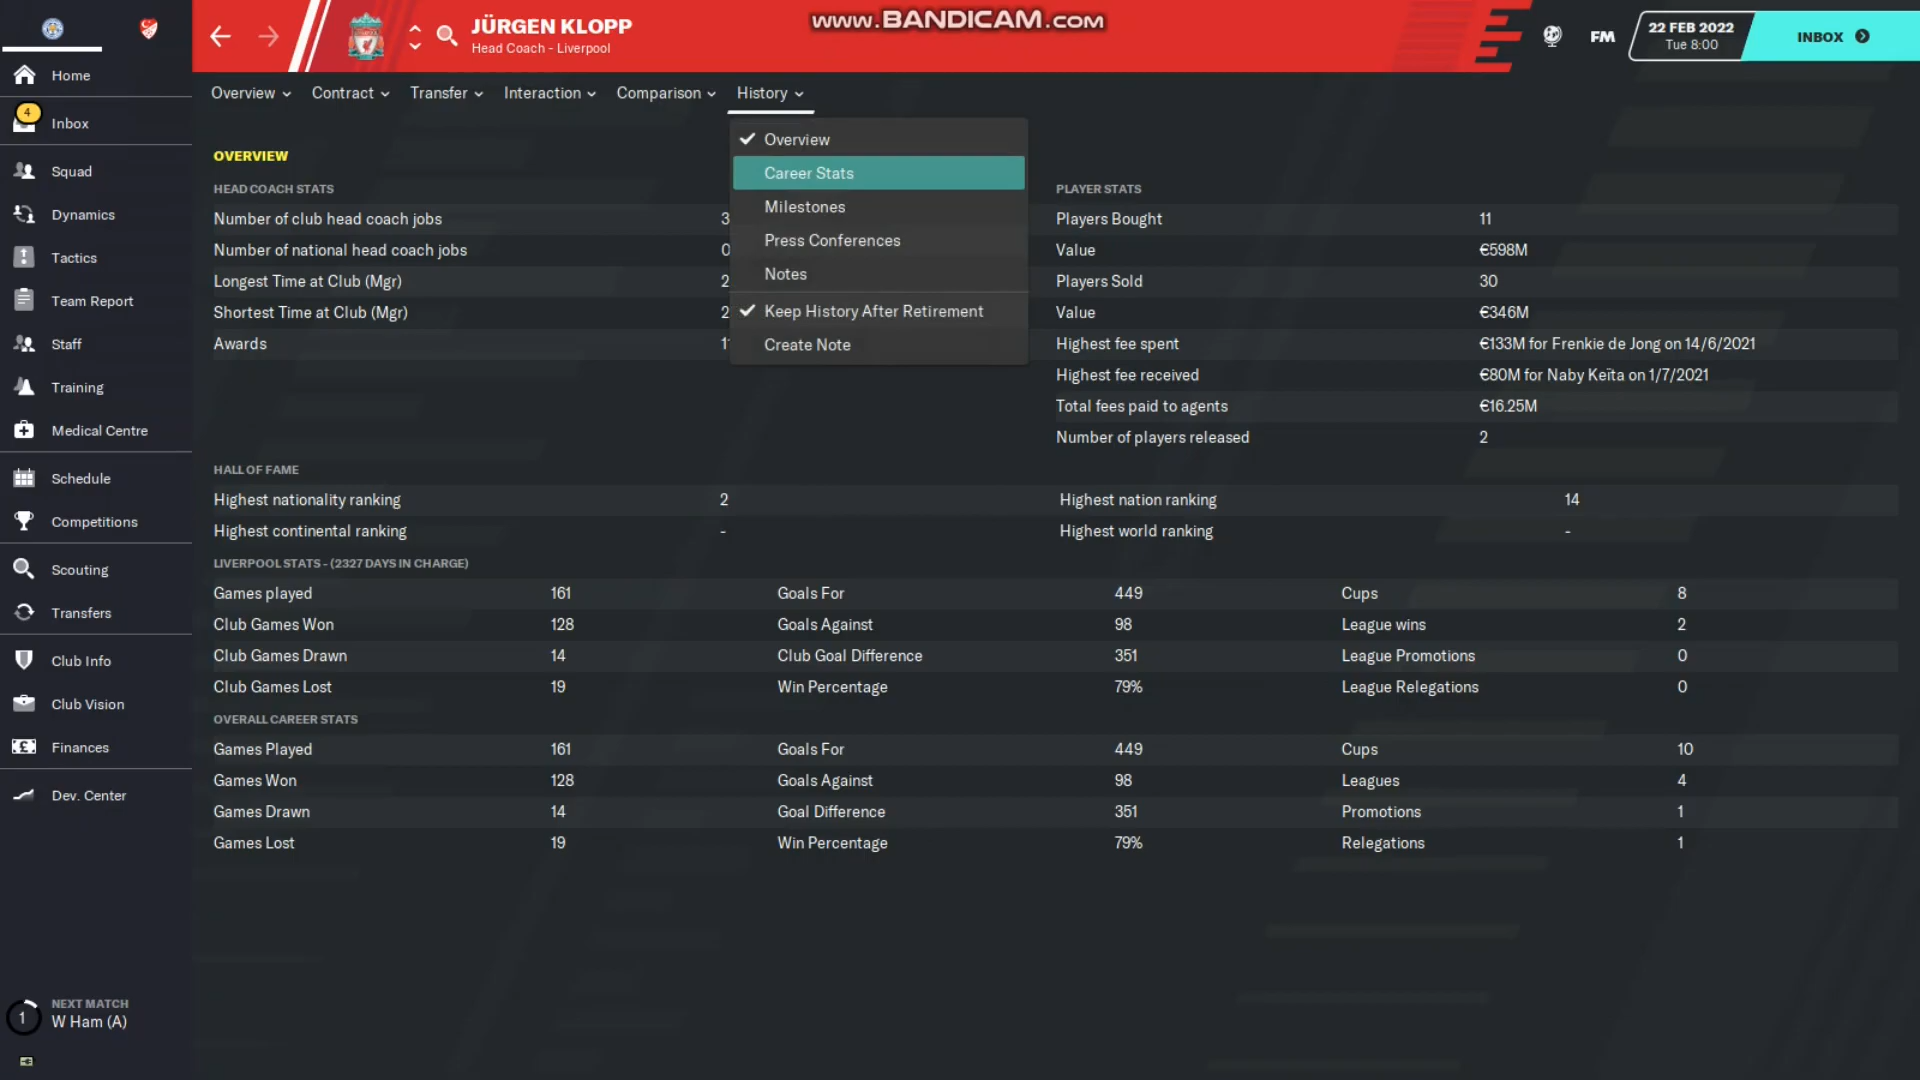 www.BANDICAM.com
JÜRGEN KLOPP
Head Coach - Liverpool
FM
22 FEB 2022
Tue 8:00
INBOX
Home
4
Inbox
Squad
Dynamics
Tactics
Team Report
Staff
Training
Medical Centre
Schedule
Competitions
Scouting
Transfers
Club Info
Club Vision
Finances
Dev. Center
NEXT MATCH
1
W Ham (A)
Overview Contract Transfer Interaction Comparison History
Overview
Career Stats
Milestones
Press Conferences
Notes
Keep History After Retirement
Create Note
OVERVIEW
HEAD COACH STATS
Number of club head coach jobs 3
Number of national head coach jobs 0
Longest Time at Club (Mgr) 2
Shortest Time at Club (Mgr) 2
Awards
PLAYER STATS
Players Bought 11
Value €598M
Players Sold 30
Value €346M
Highest fee spent €133M for Frenkie de Jong on 14/6/2021
Highest fee received €80M for Naby Keïta on 1/7/2021
Total fees paid to agents €16.25M
Number of players released 2
HALL OF FAME
Highest nationality ranking 2 Highest nation ranking 14
Highest continental ranking - Highest world ranking -
LIVERPOOL STATS - (2327 DAYS IN CHARGE)
Games played 161 Goals For 449 Cups 8
Club Games Won 128 Goals Against 98 League wins 2
Club Games Drawn 14 Club Goal Difference 351 League Promotions 0
Club Games Lost 19 Win Percentage 79% League Relegations 0
OVERALL CAREER STATS
Games Played 161 Goals For 449 Cups 10
Games Won 128 Goals Against 98 Leagues 4
Games Drawn 14 Goal Difference 351 Promotions 1
Games Lost 19 Win Percentage 79% Relegations 1